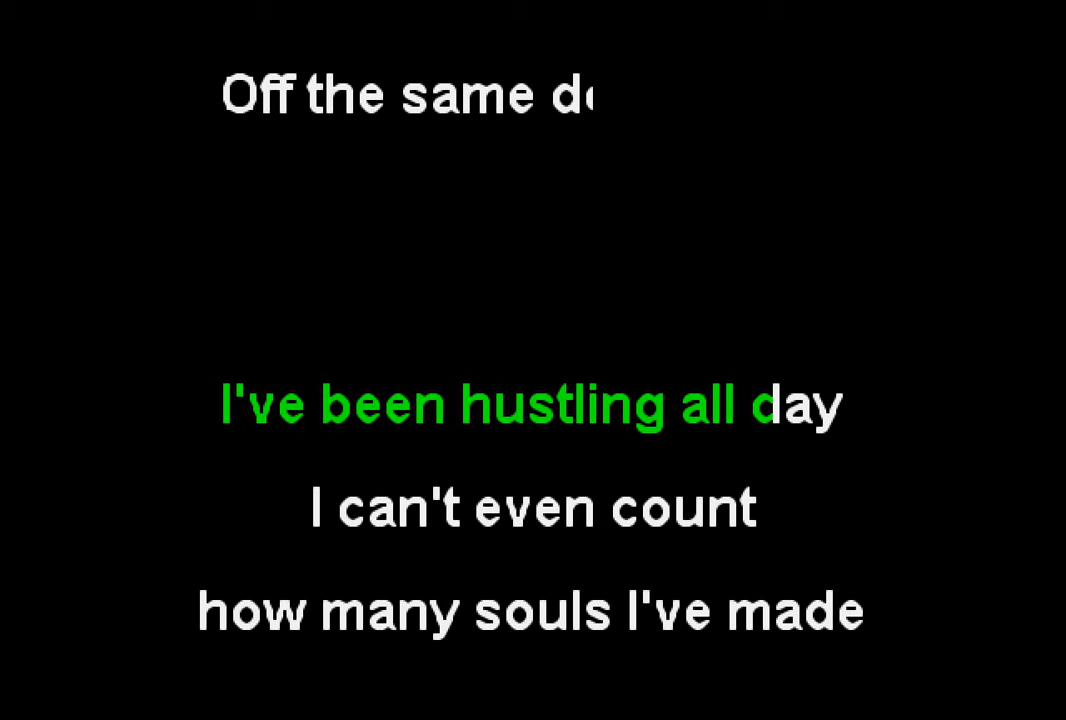 Off the same
I've been hustling all day
I can't even count
how many souls I've made